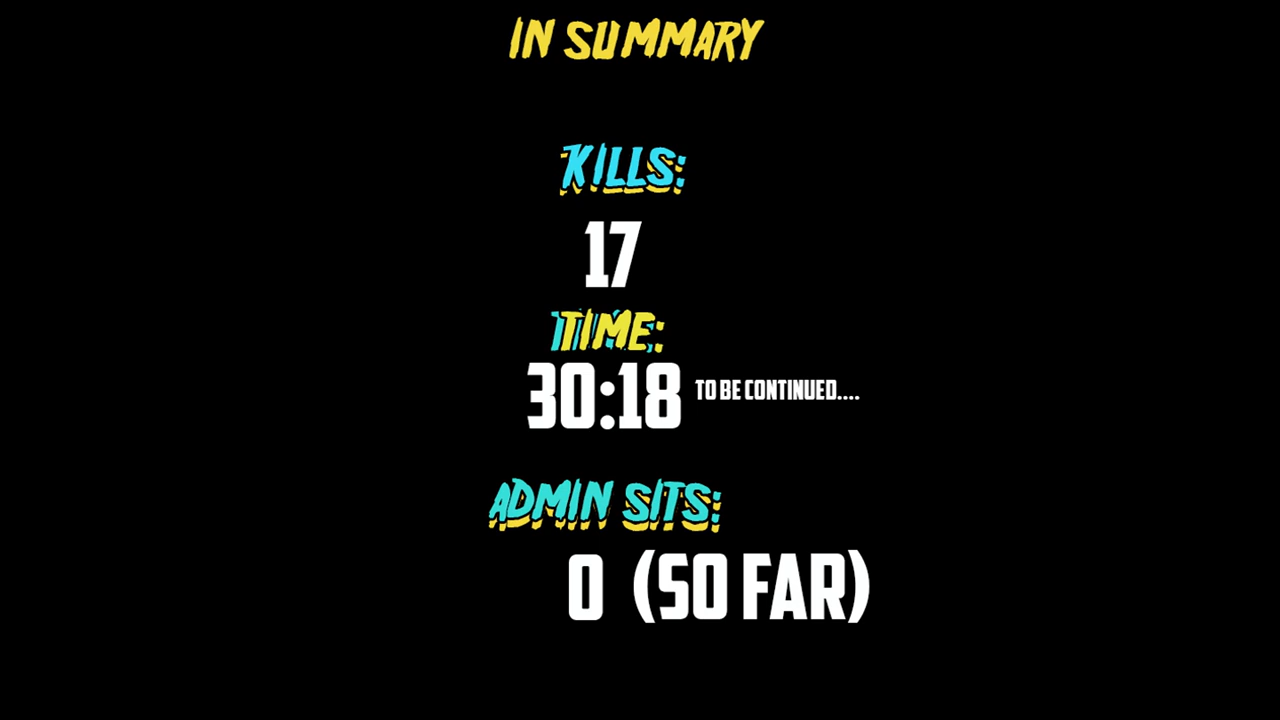 IN SUMMARY
KILLS:
17
TIME:
30:18 TO BE CONTINUED....
ADMIN SITS:
0 (SO FAR)